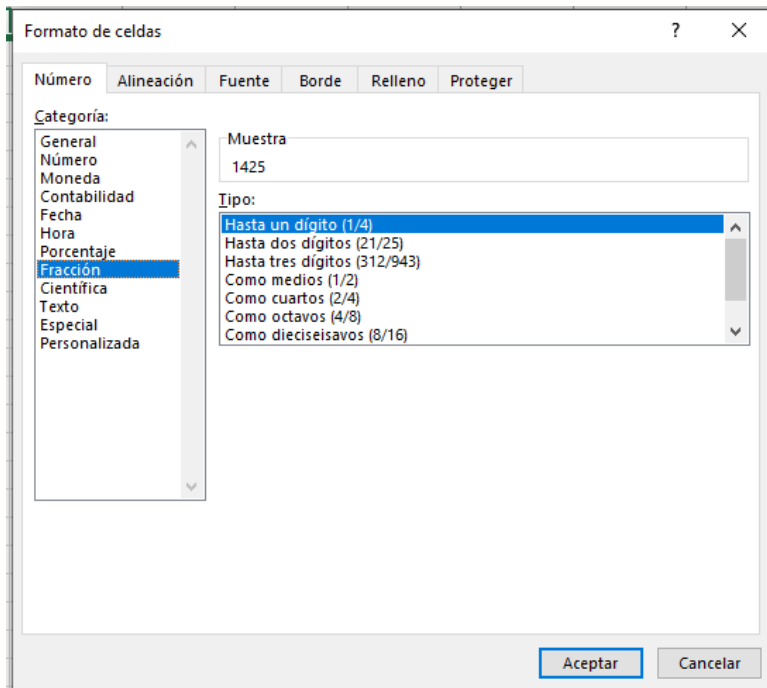 Formato de celdas ?
Número Alineación Fuente Borde Relleno Proteger
Categoría:
General
Número
Moneda
Contabilidad
Fecha
Hora
Porcentaje
Fracción
Científica
Texto
Especial
Personalizada
Muestra
1425
Tipo:
Hasta un dígito (1/4)
Hasta dos dígitos (21/25)
Hasta tres dígitos (312/943)
Como medios (1/2)
Como cuartos (2/4)
Como octavos (4/8)
Como dieciseisavos (8/16)
Aceptar Cancelar